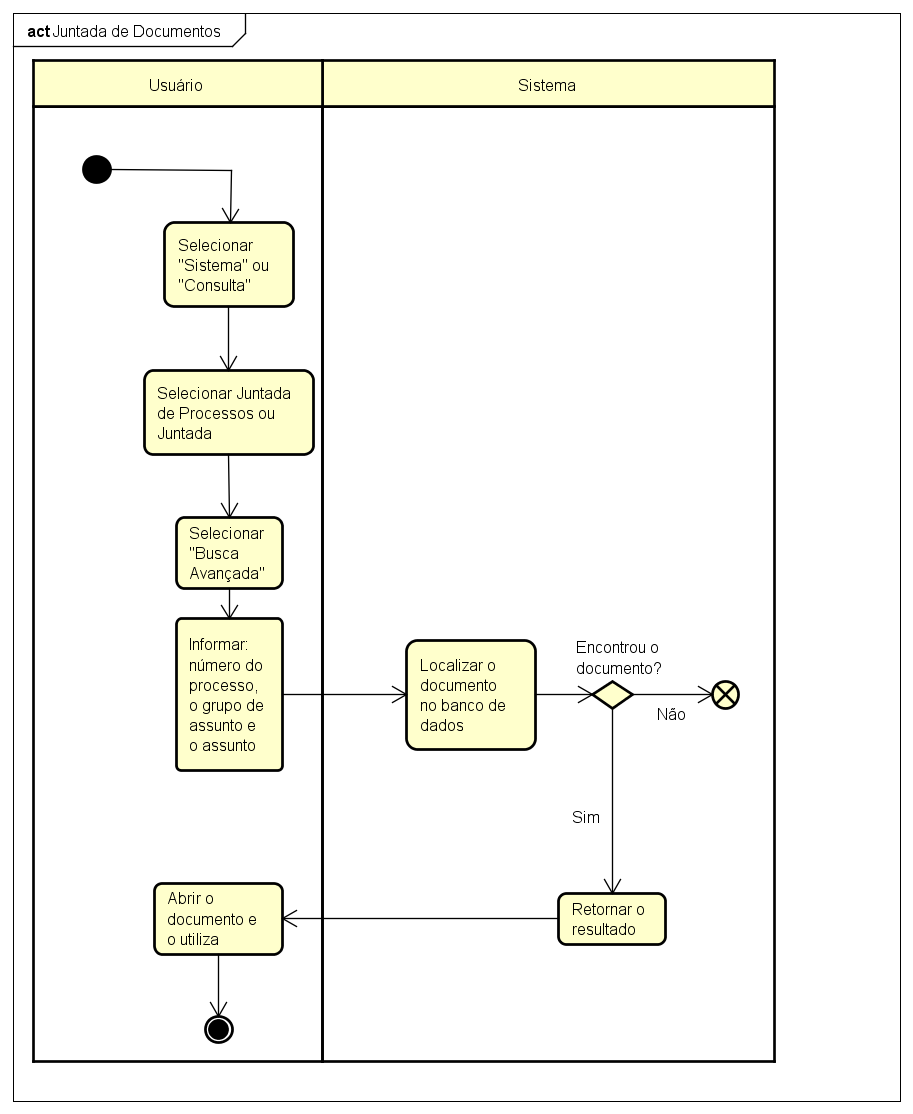 act Juntada de Documentos
Usuário
Sistema
Selecionar
"Sistema" ou
"Consulta"
Selecionar Juntada
de Processos ou
Juntada
Selecionar
"Busca
Avançada"
Informar:
número do
processo,
o grupo de
assunto e
o assunto
Localizar o
documento
no banco de
dados
Encontrou o
documento?
Não
Sim
Retornar o
resultado
Abrir o
documento e
o utiliza